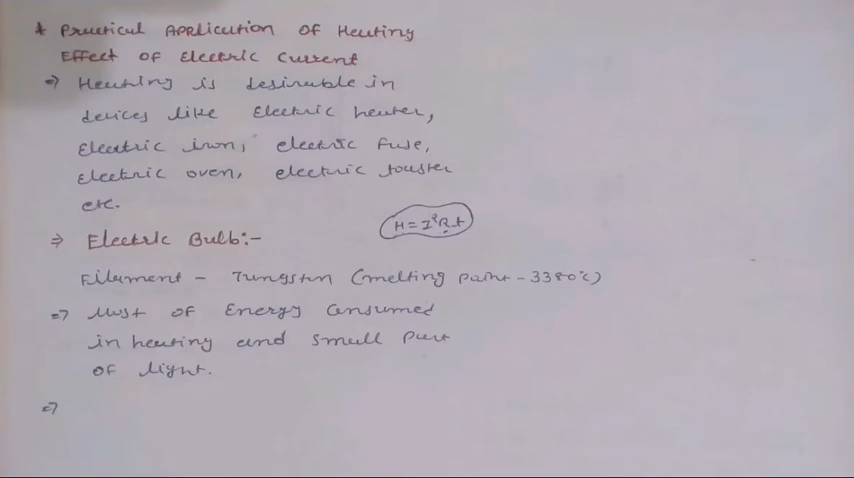 * Practical Application of Heating
Effect of Electric Current
⇒ Heating is desirable in
devices like Electric heater,
Electric iron, electric fuse,
electric oven, electric toaster
etc.
H = I²Rt
⇒ Electric Bulb:-
Filament - Tungsten (melting point - 3380°C)
⇒ Most of Energy consumed
in heating and small part
of light.
⇒